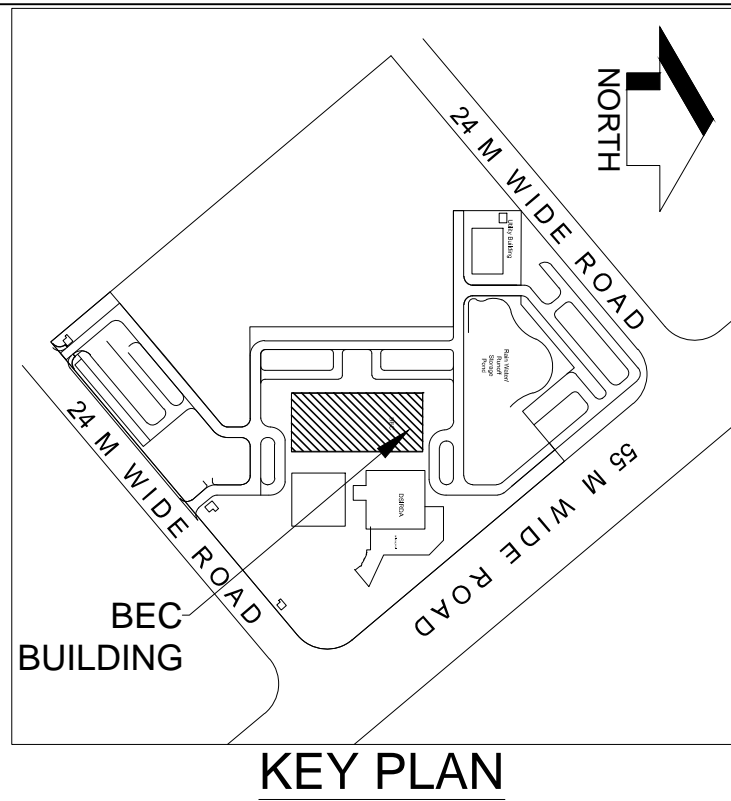 NORTH
24 M WIDE ROAD
Utility Building
Rain Water/
Runoff
Storage
Pond
24 M WIDE ROAD
55 M WIDE ROAD
DSIRDA
BEC
BUILDING
KEY PLAN